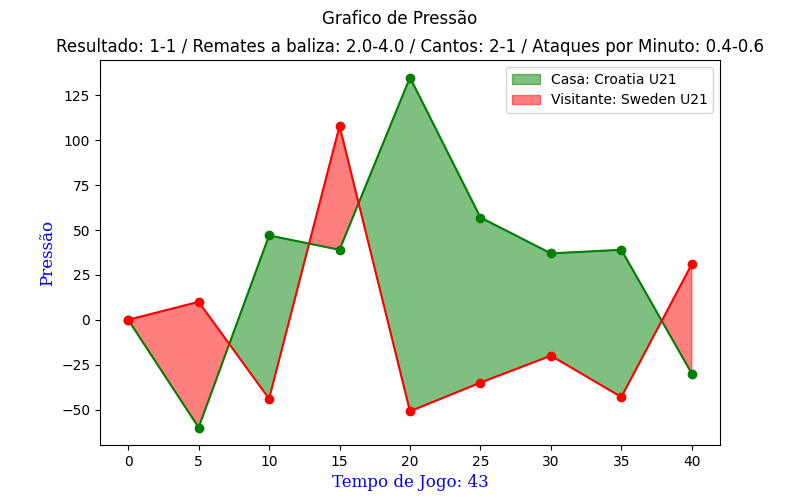 Grafico de Pressão
Resultado: 1-1 / Remates a baliza: 2.0-4.0 / Cantos: 2-1 / Ataques por Minuto: 0.4-0.6
Casa: Croatia U21
Visitante: Sweden U21
Pressão
125
100
75
50
25
0
−25
−50
0 5 10 15 20 25 30 35 40
Tempo de Jogo: 43